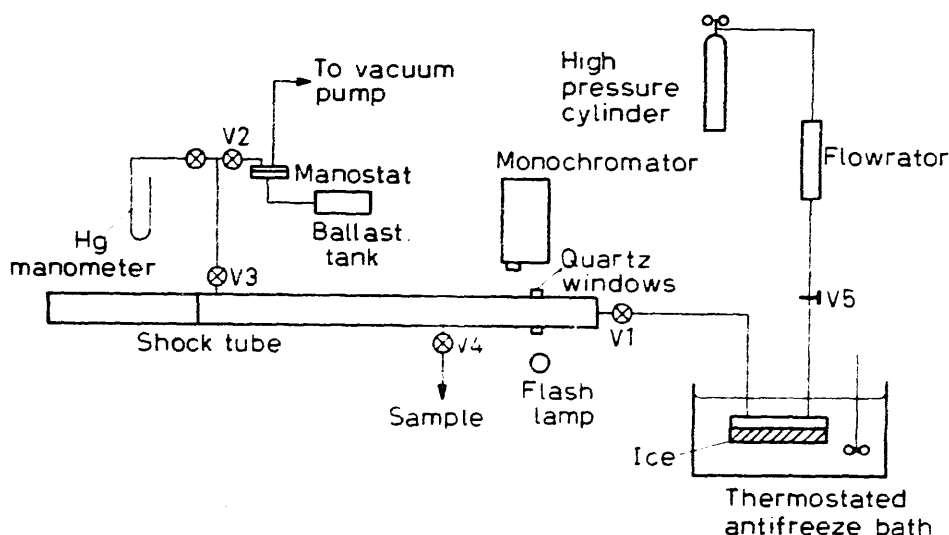 To vacuum
pump
V2
Manostat
Ballast.
tank
Hg
manometer
V3
Shock tube
V4
Sample
Monochromator
Quartz
windows
V1
Flash
lamp
High
pressure
cylinder
Flowrator
V5
Ice
Thermostated
antifreeze bath